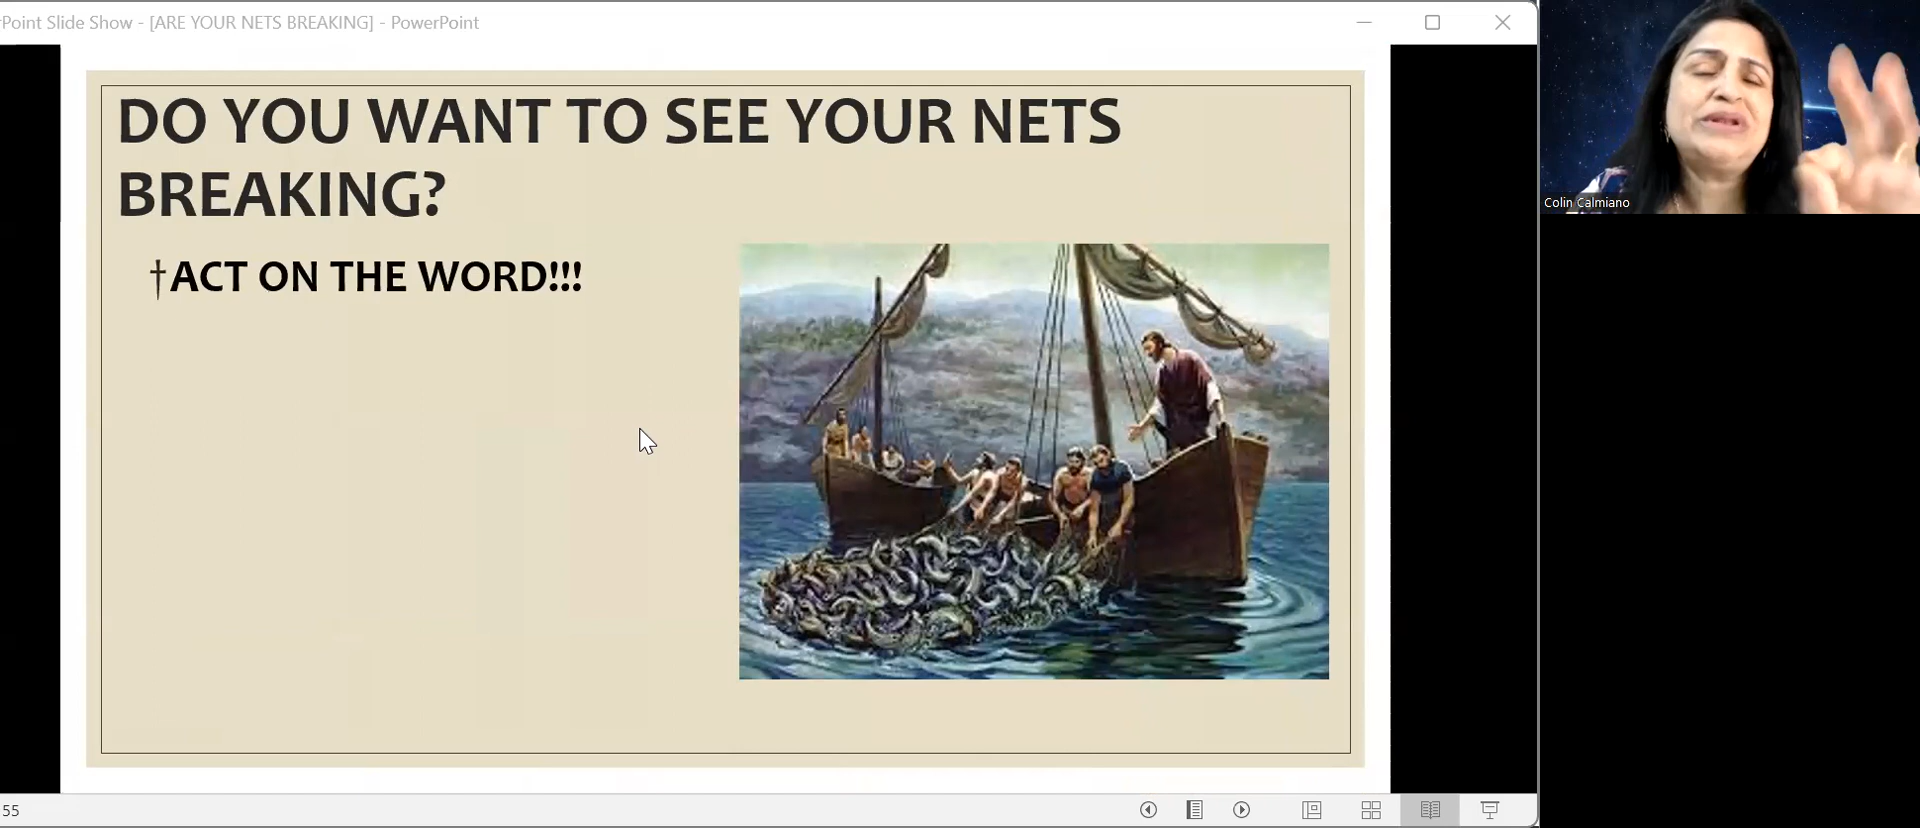 Point Slide Show - [ARE YOUR NETS BREAKING] - PowerPoint
DO YOU WANT TO SEE YOUR NETS
BREAKING?
†ACT ON THE WORD!!!
Colin Calmiano
55